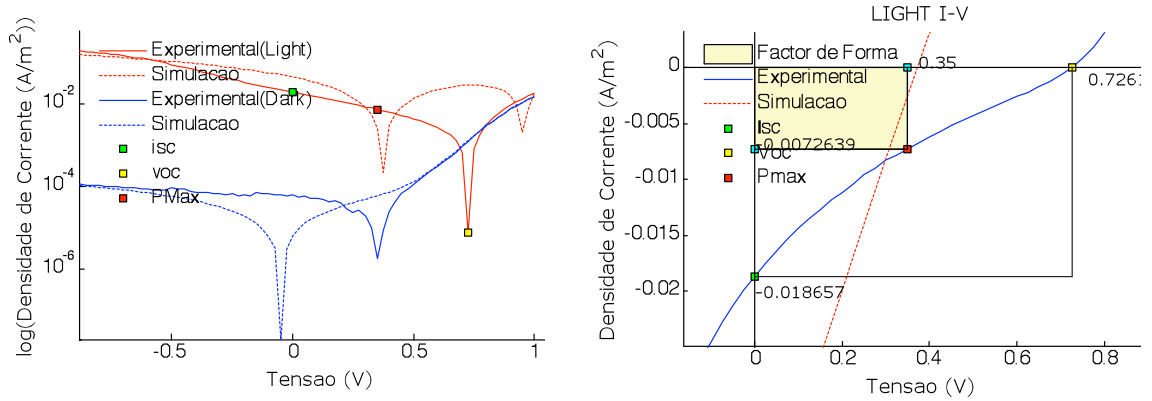 log(Densidade de Corrente (A/m²))
10⁻²
10⁻⁴
10⁻⁶
Experimental(Light)
Simulacao
Experimental(Dark)
Simulacao
isc
voc
PMax
-0.5
0
0.5
1
Tensao (V)
LIGHT I-V
Densidade de Corrente (A/m²)
0
-0.005
-0.01
-0.015
-0.02
Factor de Forma
Experimental
Simulacao
Isc
Voc
Pmax
0.35
0.7261
-0.0072639
-0.018657
0
0.2
0.4
0.6
0.8
Tensao (V)